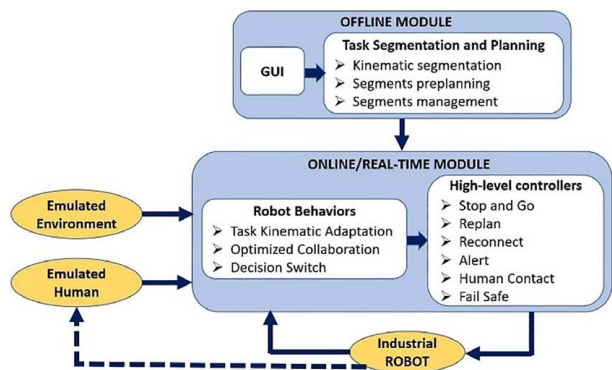 OFFLINE MODULE
GUI
Task Segmentation and Planning
➢ Kinematic segmentation
➢ Segments preplanning
➢ Segments management
ONLINE/REAL-TIME MODULE
Emulated
Environment
Emulated
Human
Robot Behaviors
➢ Task Kinematic Adaptation
➢ Optimized Collaboration
➢ Decision Switch
High-level controllers
➢ Stop and Go
➢ Replan
➢ Reconnect
➢ Alert
➢ Human Contact
➢ Fail Safe
Industrial
ROBOT